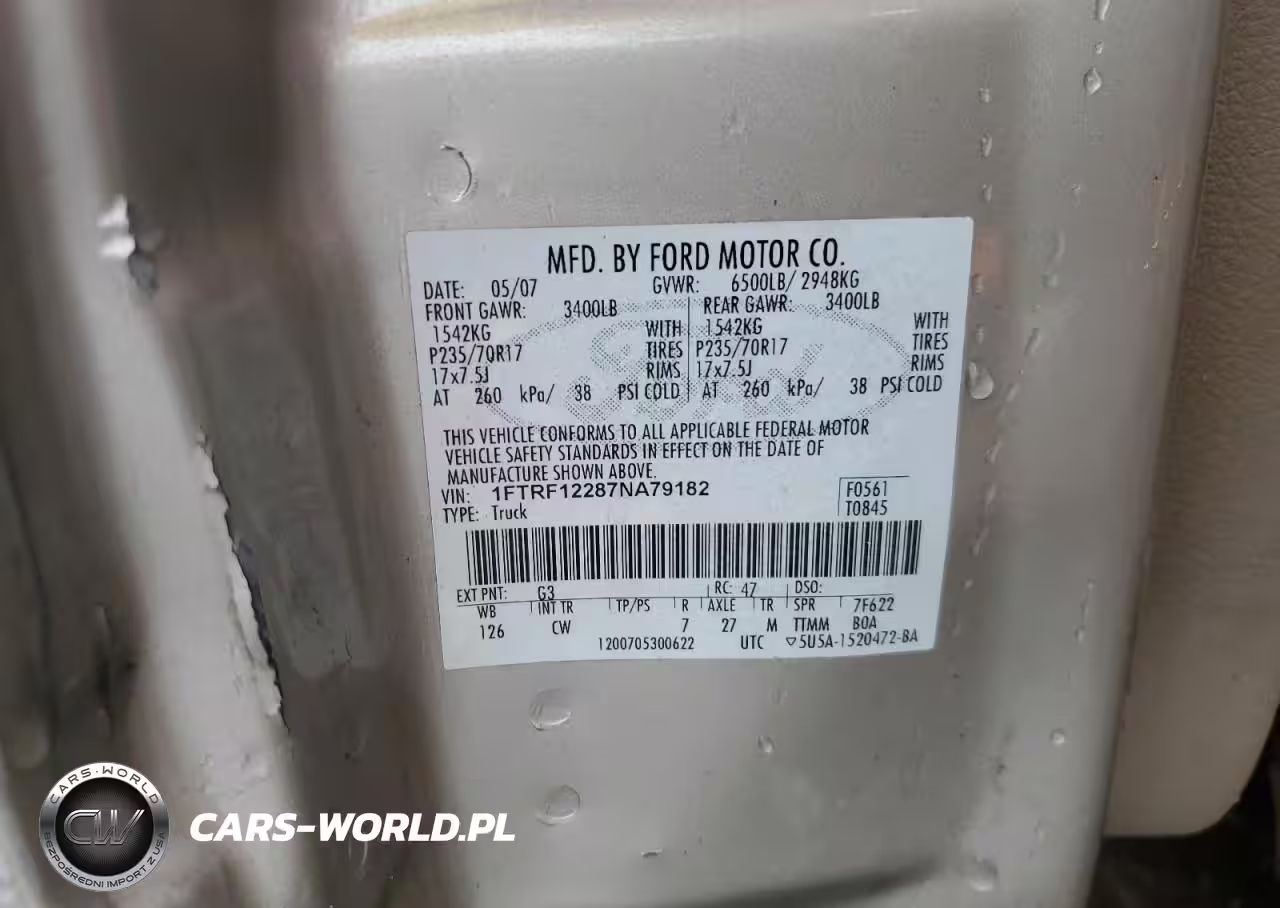 MFD. BY FORD MOTOR CO.
DATE: 05/07 GVWR: 6500LB/ 2948KG
FRONT GAWR: 3400LB REAR GAWR: 3400LB
1542KG WITH 1542KG WITH
P235/70R17 TIRES P235/70R17 TIRES
17x7.5J RIMS 17x7.5J RIMS
AT 260 kPa/ 38 PSI COLD AT 260 kPa/ 38 PSI COLD
Ford
THIS VEHICLE CONFORMS TO ALL APPLICABLE FEDERAL MOTOR
VEHICLE SAFETY STANDARDS IN EFFECT ON THE DATE OF
MANUFACTURE SHOWN ABOVE.
VIN: 1FTRF12287NA79182 F0561
TYPE: Truck T0845
EXT PNT: G3 RC: 47 DSO:
WB INT TR TP/PS R AXLE TR SPR 7F622
126 CW 7 27 M TTMM BOA
1200705300622 UTC ▽5U5A-1520472-BA
CARS-WORLD
CW
BEZPOŚREDNI IMPORT Z USA
CARS-WORLD.PL